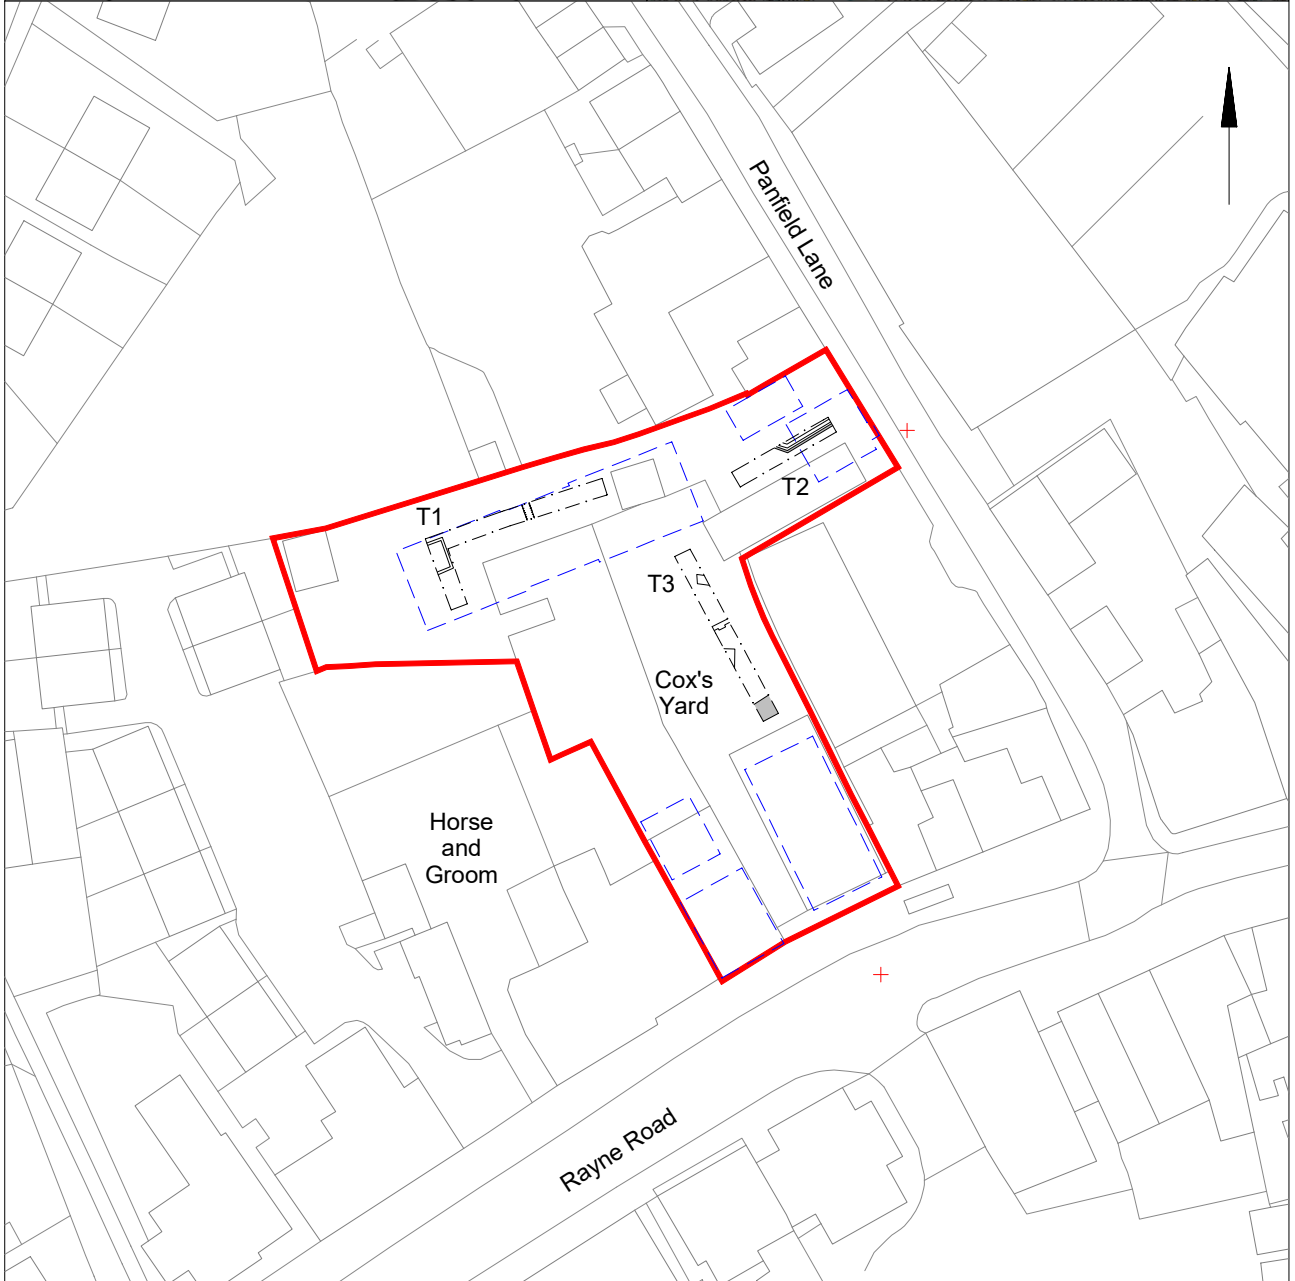 Panfield Lane
T2
T1
T3
Cox's
Yard
Horse
and
Groom
Rayne Road